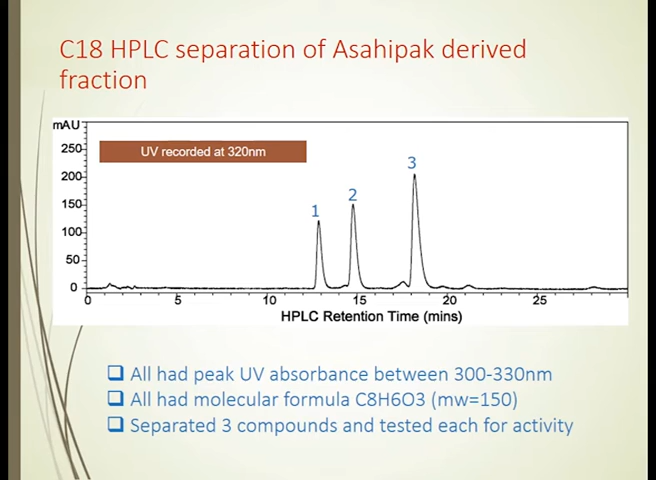 C18 HPLC separation of Asahipak derived
fraction
mAU
250
200
150
100
50
0
UV recorded at 320nm
1
2
3
0
5
10
15
20
25
HPLC Retention Time (mins)
All had peak UV absorbance between 300-330nm
All had molecular formula C8H6O3 (mw=150)
Separated 3 compounds and tested each for activity